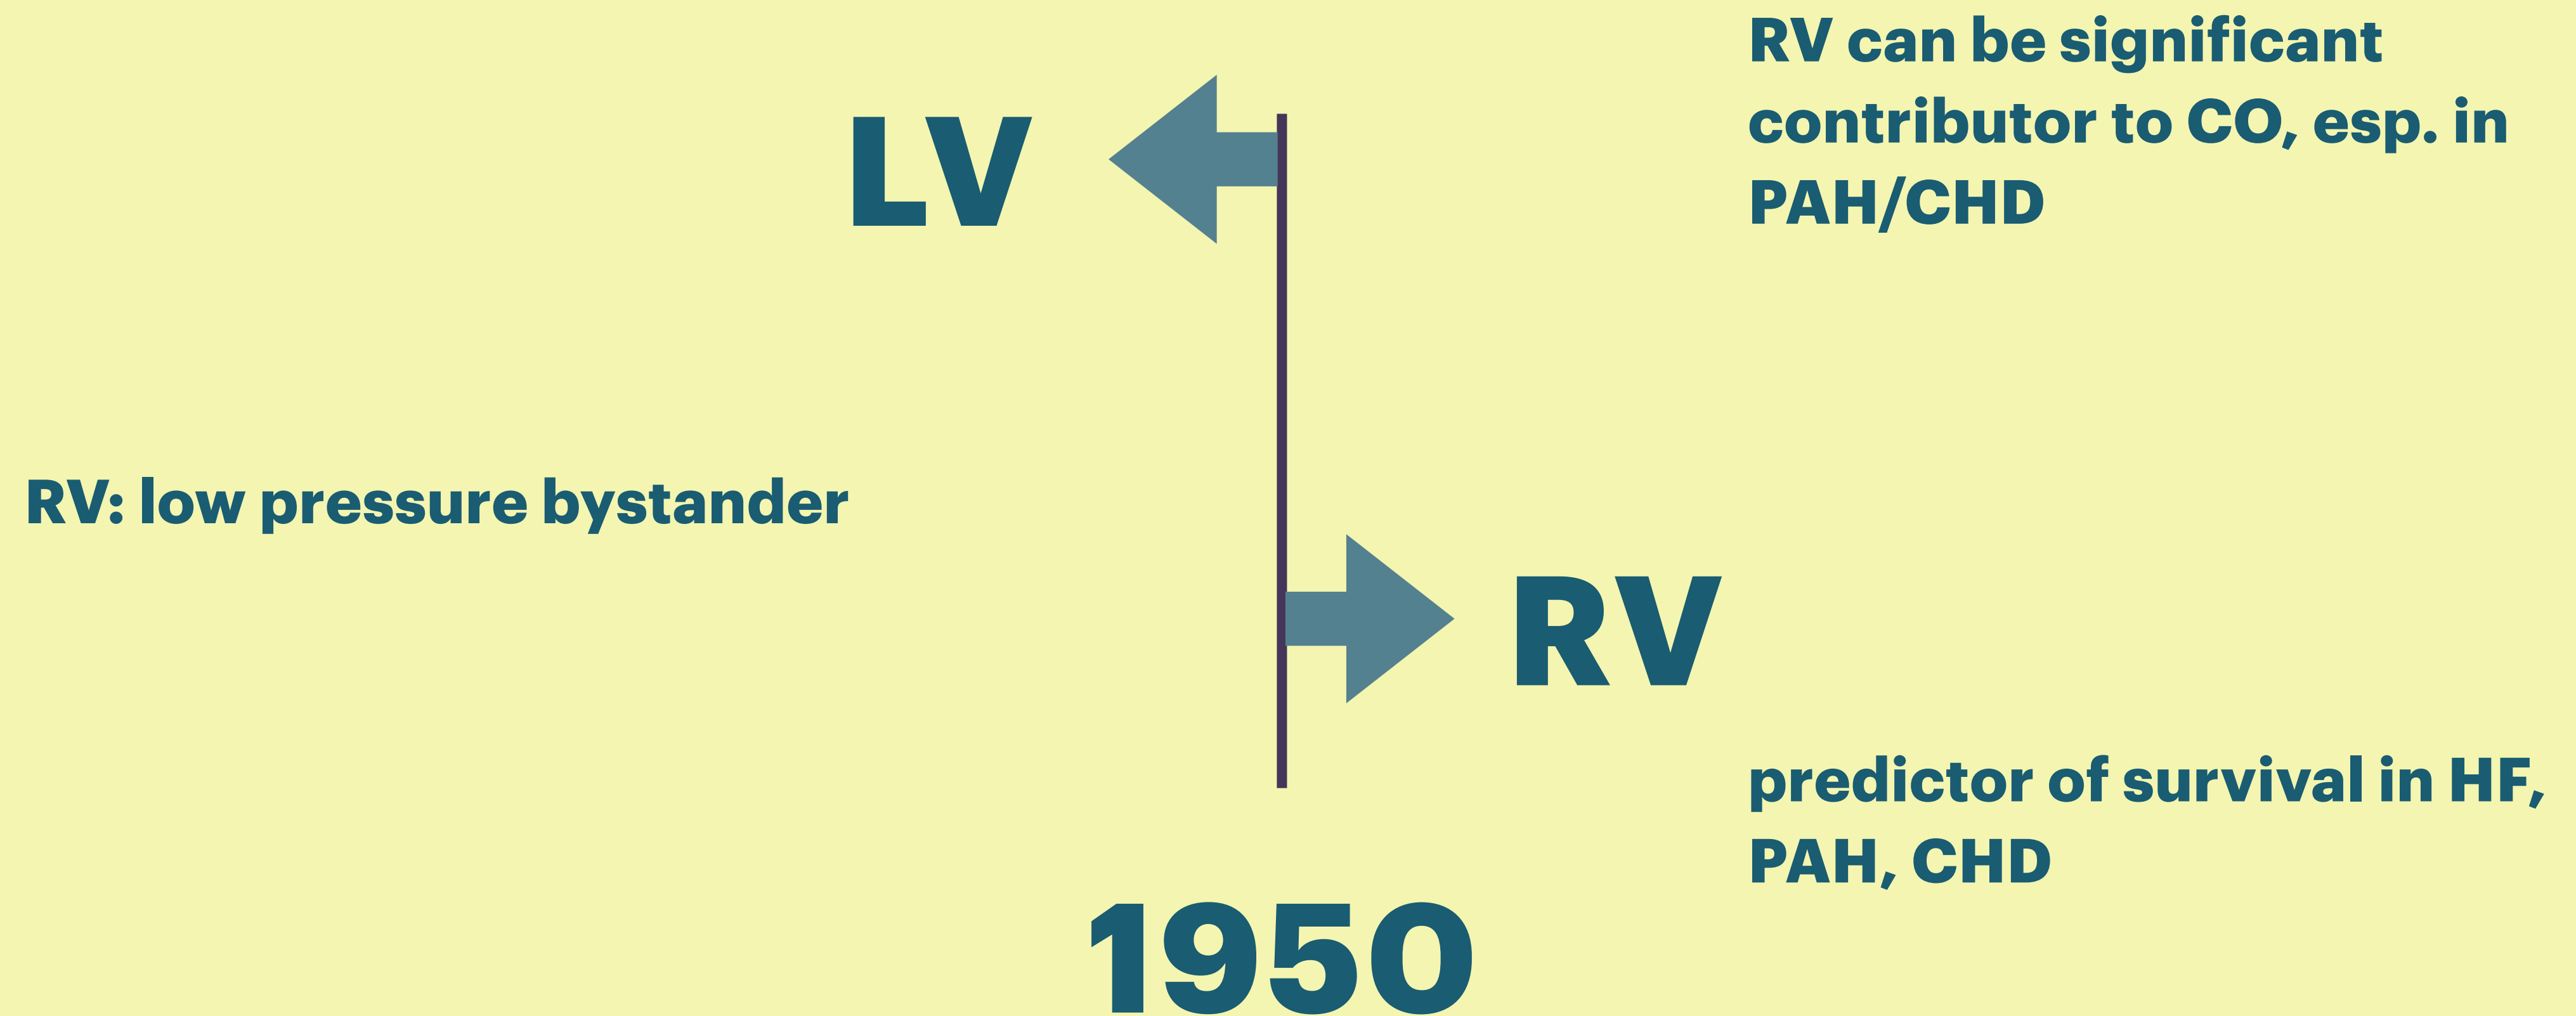 LV
RV: low pressure bystander
RV can be significant
contributor to CO, esp. in
PAH/CHD
RV
predictor of survival in HF,
PAH, CHD
1950